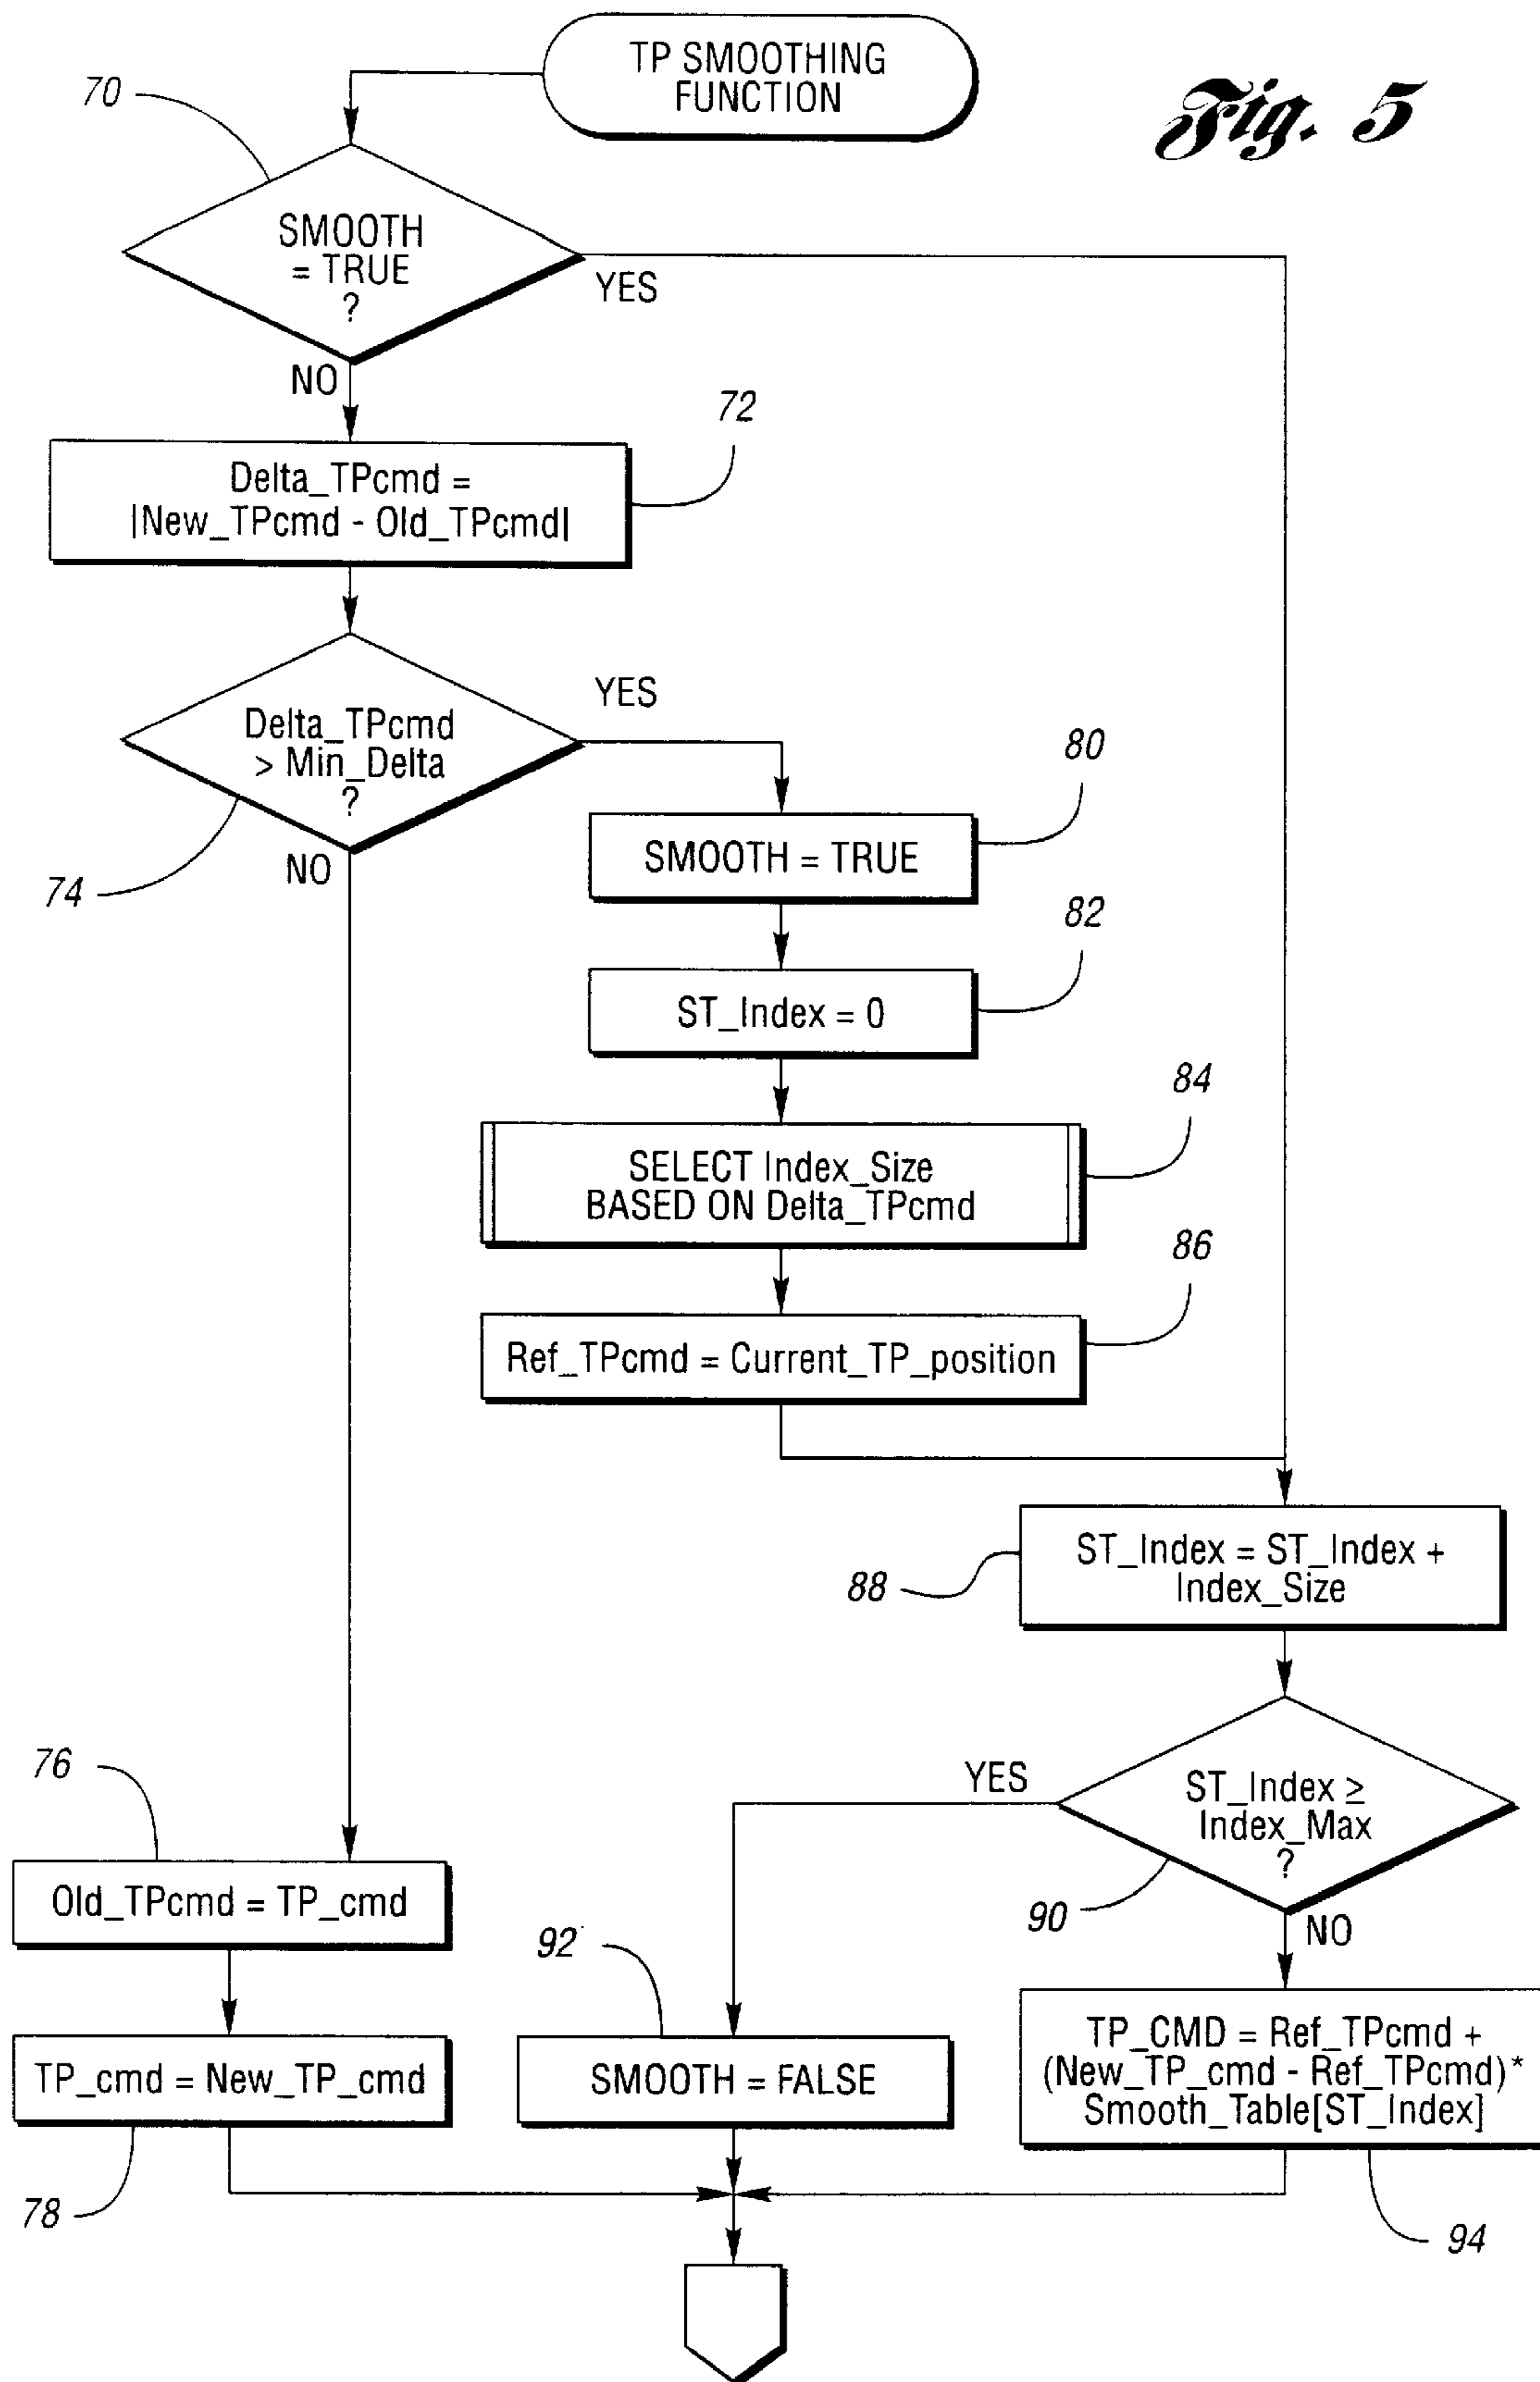 TP SMOOTHING
FUNCTION
Fig. 5
70
SMOOTH
= TRUE
?
YES
NO
72
Delta_TPcmd =
|New_TPcmd - Old_TPcmd|
Delta_TPcmd
> Min_Delta
?
YES
NO
74
80
SMOOTH = TRUE
82
ST_Index = 0
84
SELECT Index_Size
BASED ON Delta_TPcmd
86
Ref_TPcmd = Current_TP_position
ST_Index = ST_Index +
Index_Size
88
ST_Index ≥
Index_Max
?
YES
NO
90
76
Old_TPcmd = TP_cmd
TP_cmd = New_TP_cmd
78
92
SMOOTH = FALSE
TP_CMD = Ref_TPcmd +
(New_TP_cmd - Ref_TPcmd)*
Smooth_Table[ST_Index]
94